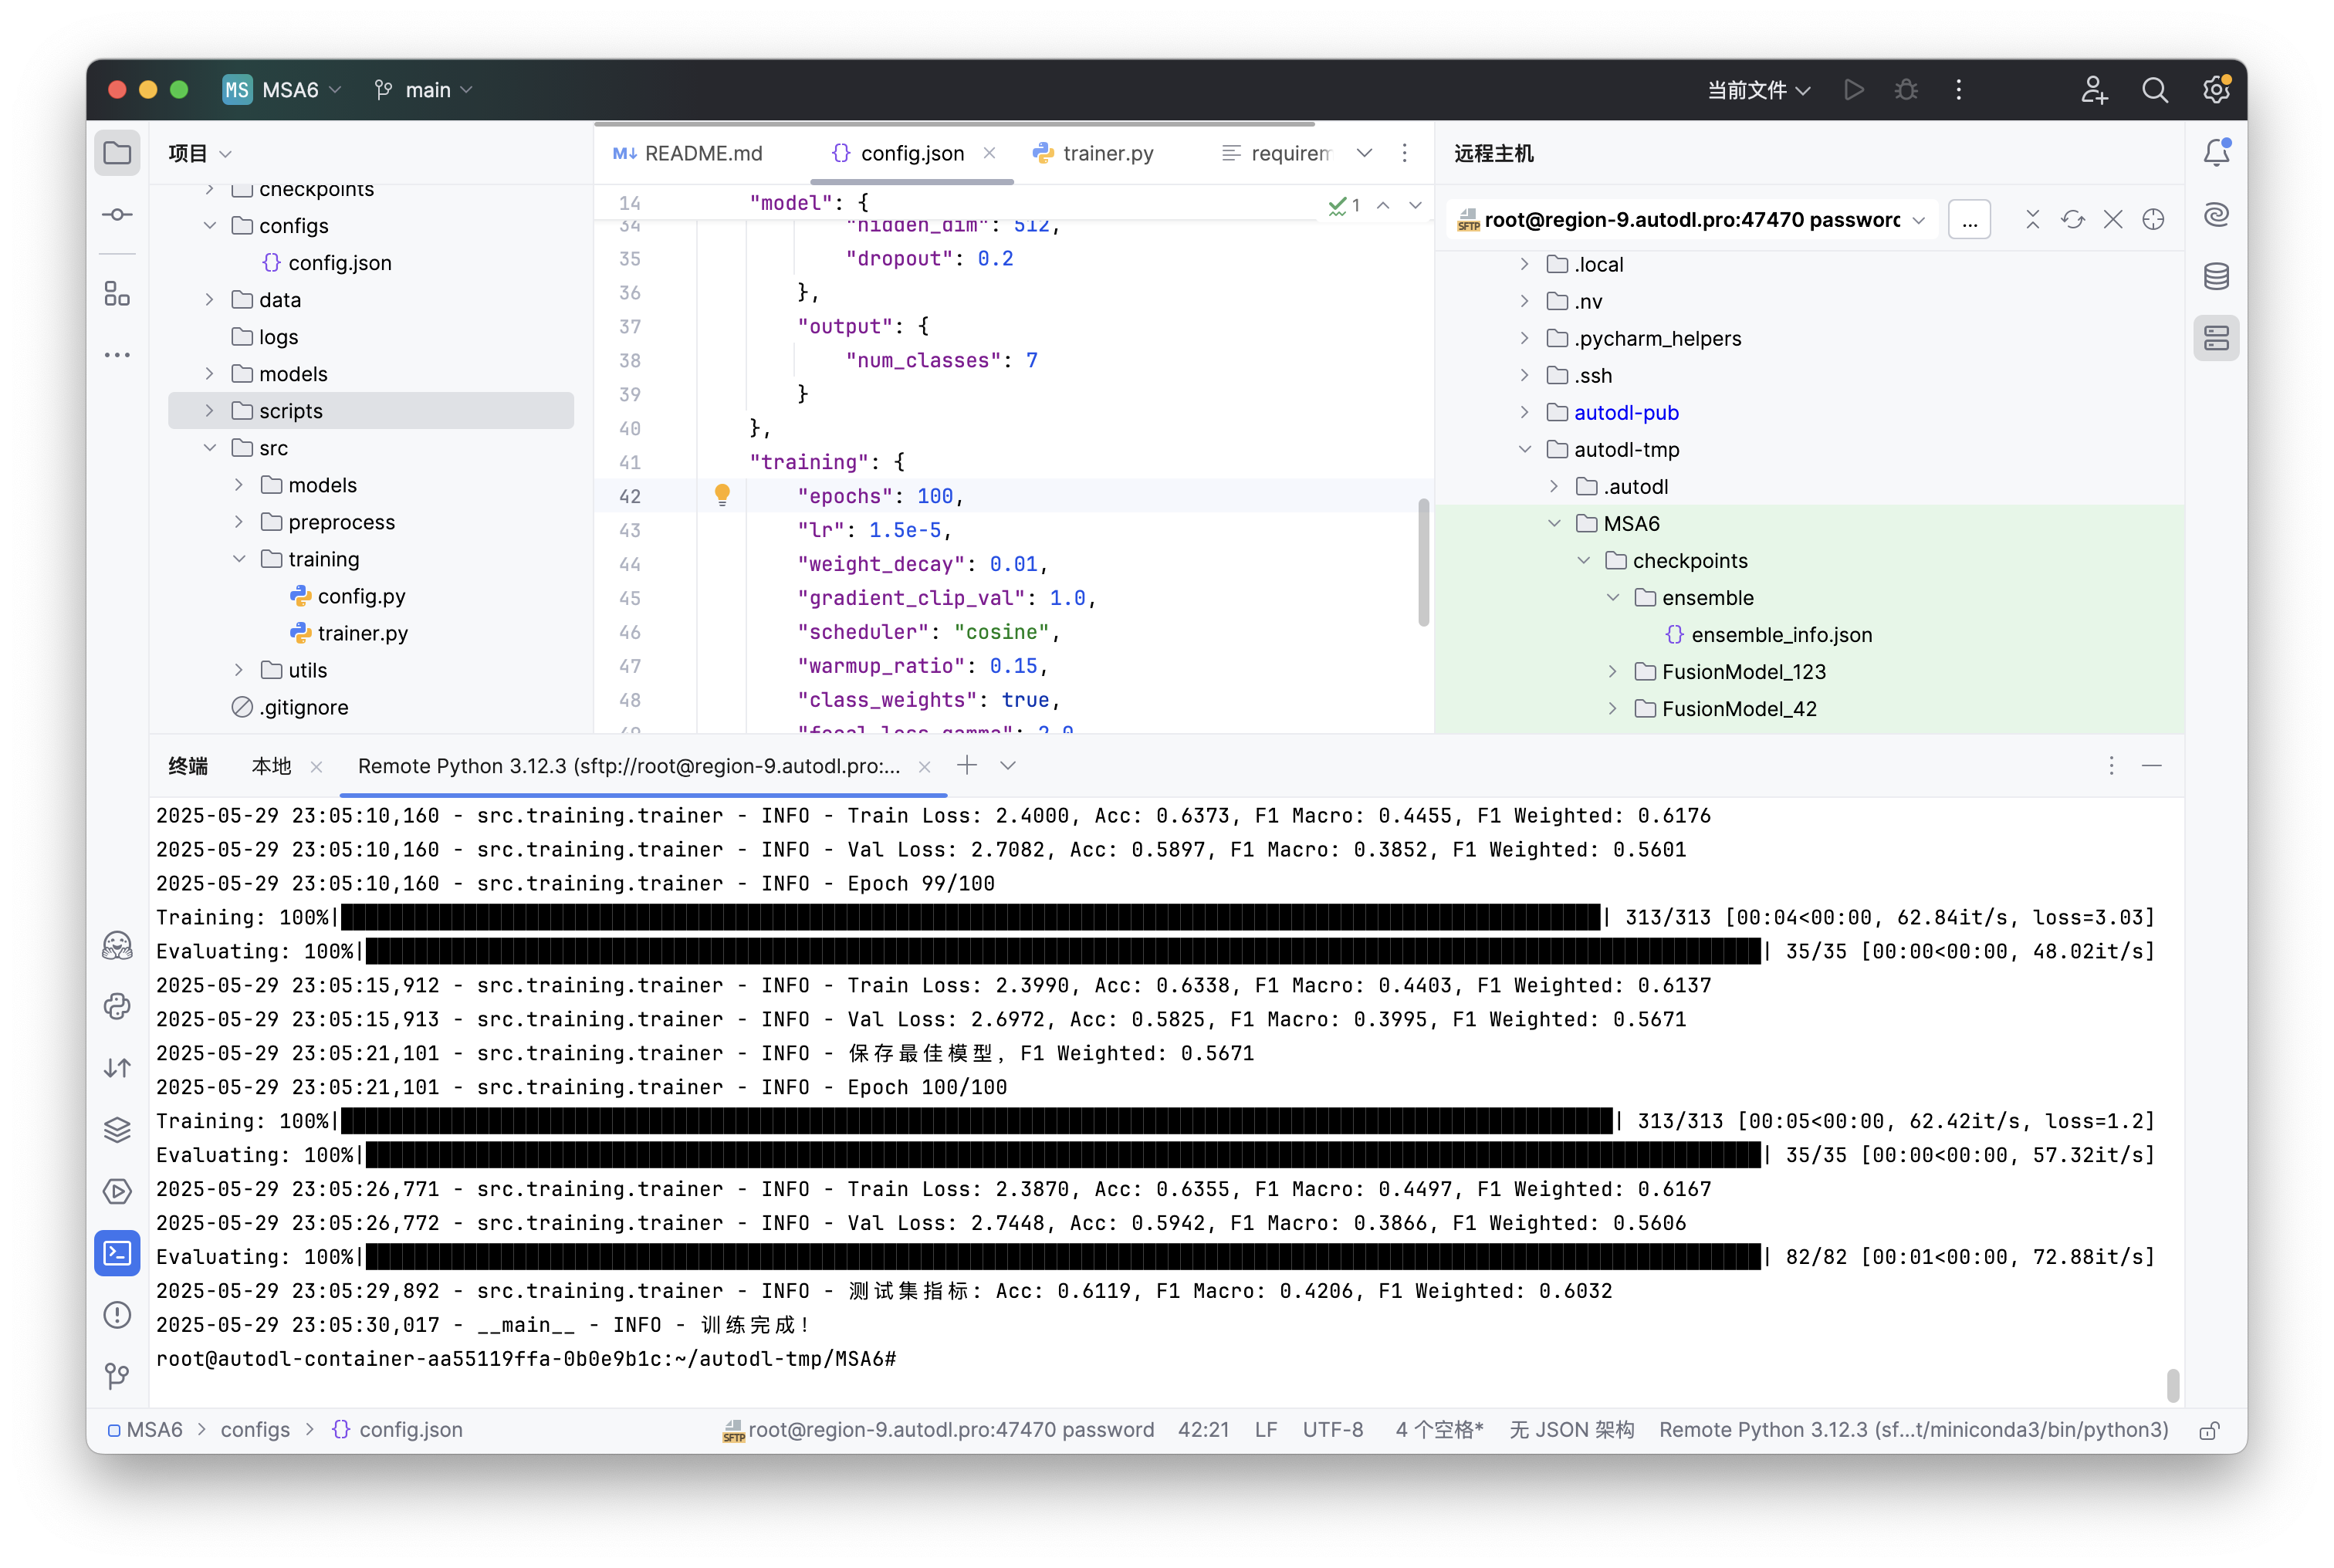 MS MSA6 main 当前文件
项目
checkpoints
configs
config.json
data
logs
models
scripts
src
models
preprocess
training
config.py
trainer.py
utils
.gitignore
README.md config.json trainer.py requirem
1
14 "model": {
34 "hidden_dim": 512,
35 "dropout": 0.2
36 },
37 "output": {
38 "num_classes": 7
39 }
40 },
41 "training": {
42 "epochs": 100,
43 "lr": 1.5e-5,
44 "weight_decay": 0.01,
45 "gradient_clip_val": 1.0,
46 "scheduler": "cosine",
47 "warmup_ratio": 0.15,
48 "class_weights": true,
49 "focal_loss_gamma": 2.0
远程主机
SFTP root@region-9.autodl.pro:47470 password ...
.local
.nv
.pycharm_helpers
.ssh
autodl-pub
autodl-tmp
.autodl
MSA6
checkpoints
ensemble
ensemble_info.json
FusionModel_123
FusionModel_42
终端 本地 Remote Python 3.12.3 (sftp://root@region-9.autodl.pro:...
2025-05-29 23:05:10,160 - src.training.trainer - INFO - Train Loss: 2.4000, Acc: 0.6373, F1 Macro: 0.4455, F1 Weighted: 0.6176
2025-05-29 23:05:10,160 - src.training.trainer - INFO - Val Loss: 2.7082, Acc: 0.5897, F1 Macro: 0.3852, F1 Weighted: 0.5601
2025-05-29 23:05:10,160 - src.training.trainer - INFO - Epoch 99/100
Training: 100%| | 313/313 [00:04<00:00, 62.84it/s, loss=3.03]
Evaluating: 100%| | 35/35 [00:00<00:00, 48.02it/s]
2025-05-29 23:05:15,912 - src.training.trainer - INFO - Train Loss: 2.3990, Acc: 0.6338, F1 Macro: 0.4403, F1 Weighted: 0.6137
2025-05-29 23:05:15,913 - src.training.trainer - INFO - Val Loss: 2.6972, Acc: 0.5825, F1 Macro: 0.3995, F1 Weighted: 0.5671
2025-05-29 23:05:21,101 - src.training.trainer - INFO - 保存最佳模型, F1 Weighted: 0.5671
2025-05-29 23:05:21,101 - src.training.trainer - INFO - Epoch 100/100
Training: 100%| | 313/313 [00:05<00:00, 62.42it/s, loss=1.2]
Evaluating: 100%| | 35/35 [00:00<00:00, 57.32it/s]
2025-05-29 23:05:26,771 - src.training.trainer - INFO - Train Loss: 2.3870, Acc: 0.6355, F1 Macro: 0.4497, F1 Weighted: 0.6167
2025-05-29 23:05:26,772 - src.training.trainer - INFO - Val Loss: 2.7448, Acc: 0.5942, F1 Macro: 0.3866, F1 Weighted: 0.5606
Evaluating: 100%| | 82/82 [00:01<00:00, 72.88it/s]
2025-05-29 23:05:29,892 - src.training.trainer - INFO - 测试集指标: Acc: 0.6119, F1 Macro: 0.4206, F1 Weighted: 0.6032
2025-05-29 23:05:30,017 - __main__ - INFO - 训练完成!
root@autodl-container-aa55119ffa-0b0e9b1c:~/autodl-tmp/MSA6#
MSA6 > configs > {} config.json SFTP root@region-9.autodl.pro:47470 password 42:21 LF UTF-8 4 个空格* 无 JSON 架构 Remote Python 3.12.3 (sf...t/miniconda3/bin/python3)